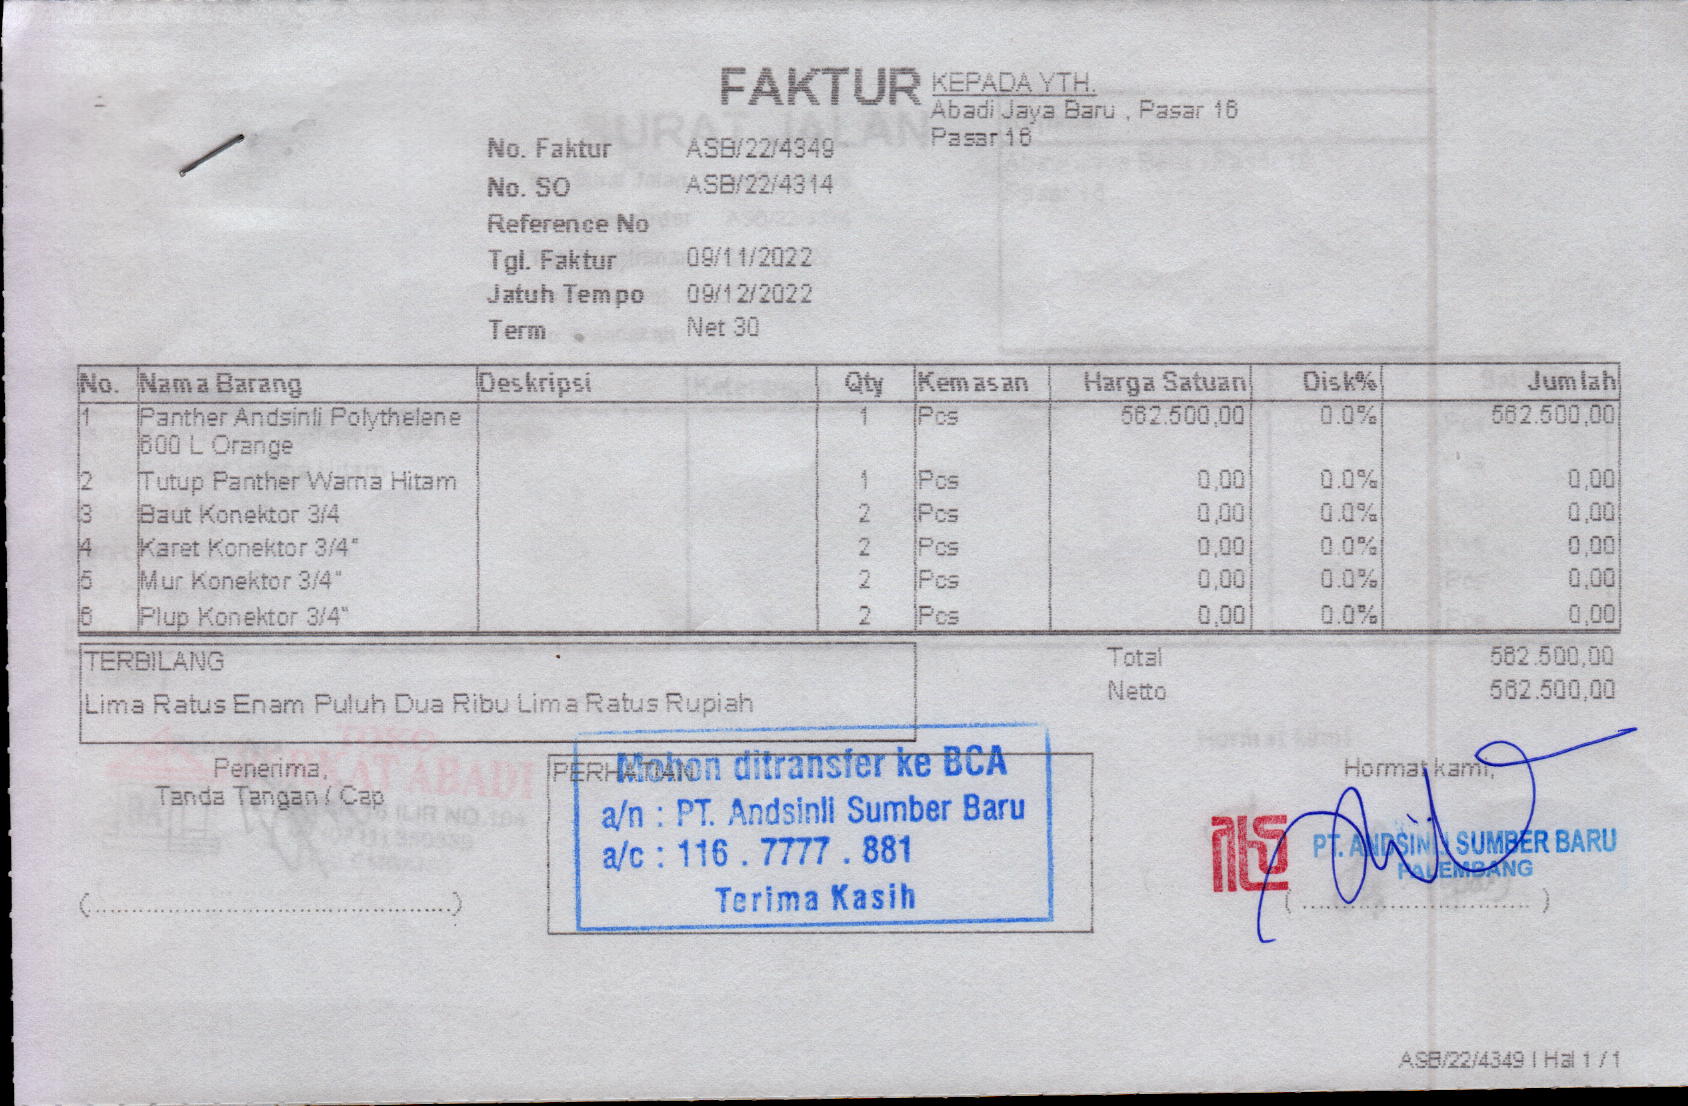 FAKTUR
KEPADA YTH.
Abadi Jaya Baru , Pasar 16
Pasar 16
No. Faktur ASB/22/4349
No. SO ASB/22/4314
Reference No
Tgl. Faktur 09/11/2022
Jatuh Tempo 09/12/2022
Term Net 30
No. Nama Barang Deskripsi Qty Kemasan Harga Satuan Disk% Jumlah
1 Panther Andsinli Polythelene 1 Pcs 562.500,00 0.0% 562.500,00
600 L Orange
2 Tutup Panther Warna Hitam 1 Pcs 0,00 0.0% 0,00
3 Baut Konektor 3/4 2 Pcs 0,00 0.0% 0,00
4 Karet Konektor 3/4" 2 Pcs 0,00 0.0% 0,00
5 Mur Konektor 3/4" 2 Pcs 0,00 0.0% 0,00
6 Plup Konektor 3/4" 2 Pcs 0,00 0.0% 0,00
TERBILANG
Lima Ratus Enam Puluh Dua Ribu Lima Ratus Rupiah
Total 562.500,00
Netto 562.500,00
Penerima,
Tanda Tangan / Cap
PERHATIAN
Mohon ditransfer ke BCA
a/n : PT. Andsinli Sumber Baru
a/c : 116 . 7777 . 881
Terima Kasih
Hormat kami,
PT. ANDSINLI SUMBER BARU
PALEMBANG
ASB/22/4349 | Hal 1 / 1